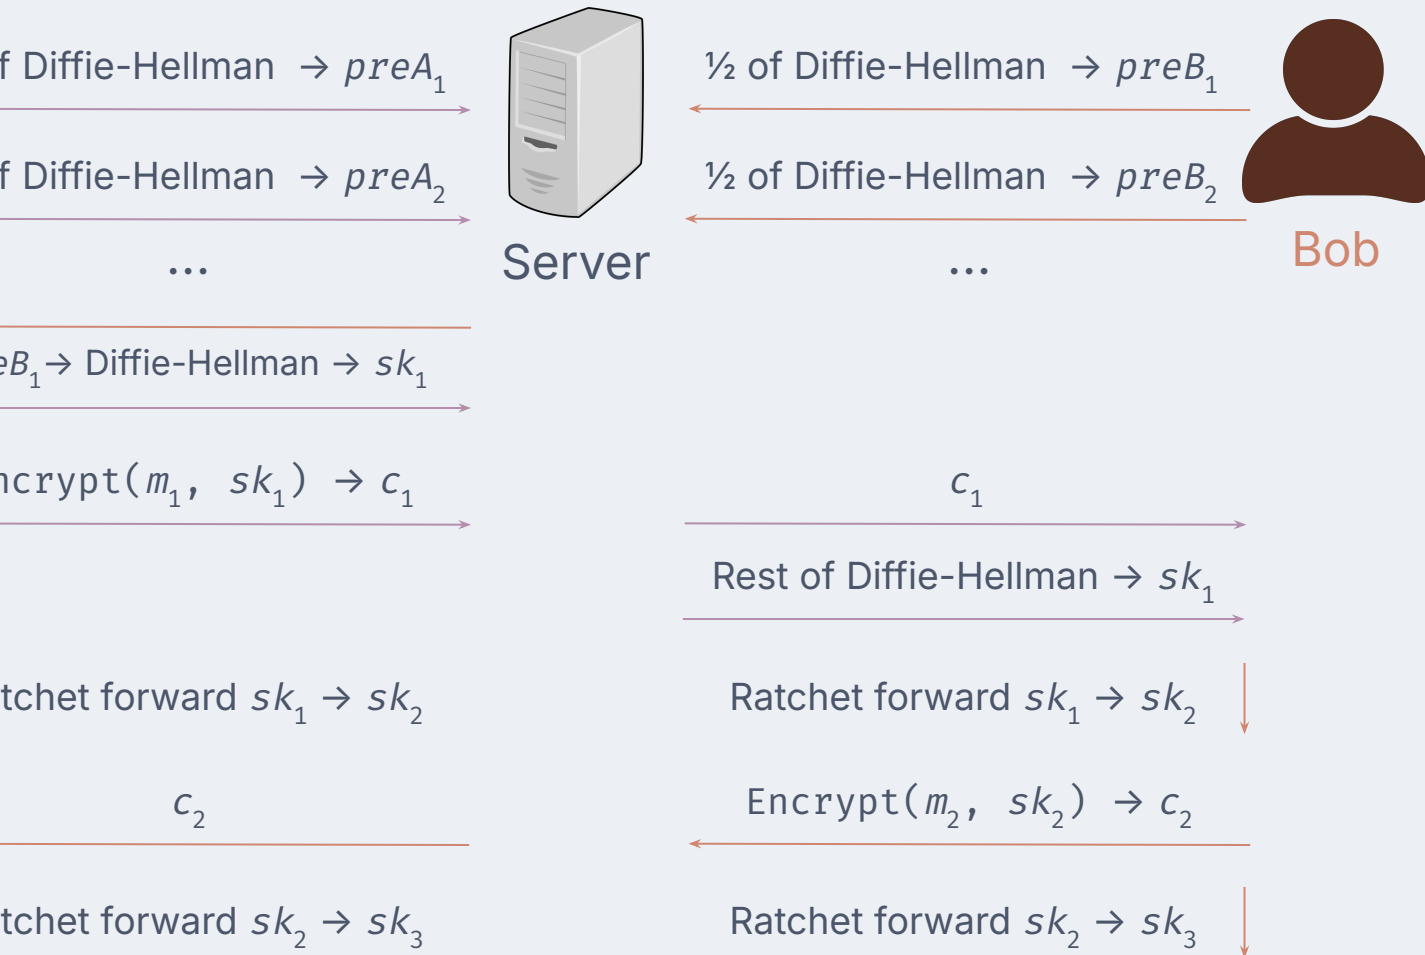 f Diffie-Hellman → preA₁
½ of Diffie-Hellman → preB₁
f Diffie-Hellman → preA₂
½ of Diffie-Hellman → preB₂
Server
Bob
...
...
eB₁→ Diffie-Hellman → sk₁
ncrypt(m₁, sk₁) → c₁
c₁
Rest of Diffie-Hellman → sk₁
tchet forward sk₁ → sk₂
Ratchet forward sk₁ → sk₂
c₂
Encrypt(m₂, sk₂) → c₂
tchet forward sk₂ → sk₃
Ratchet forward sk₂ → sk₃